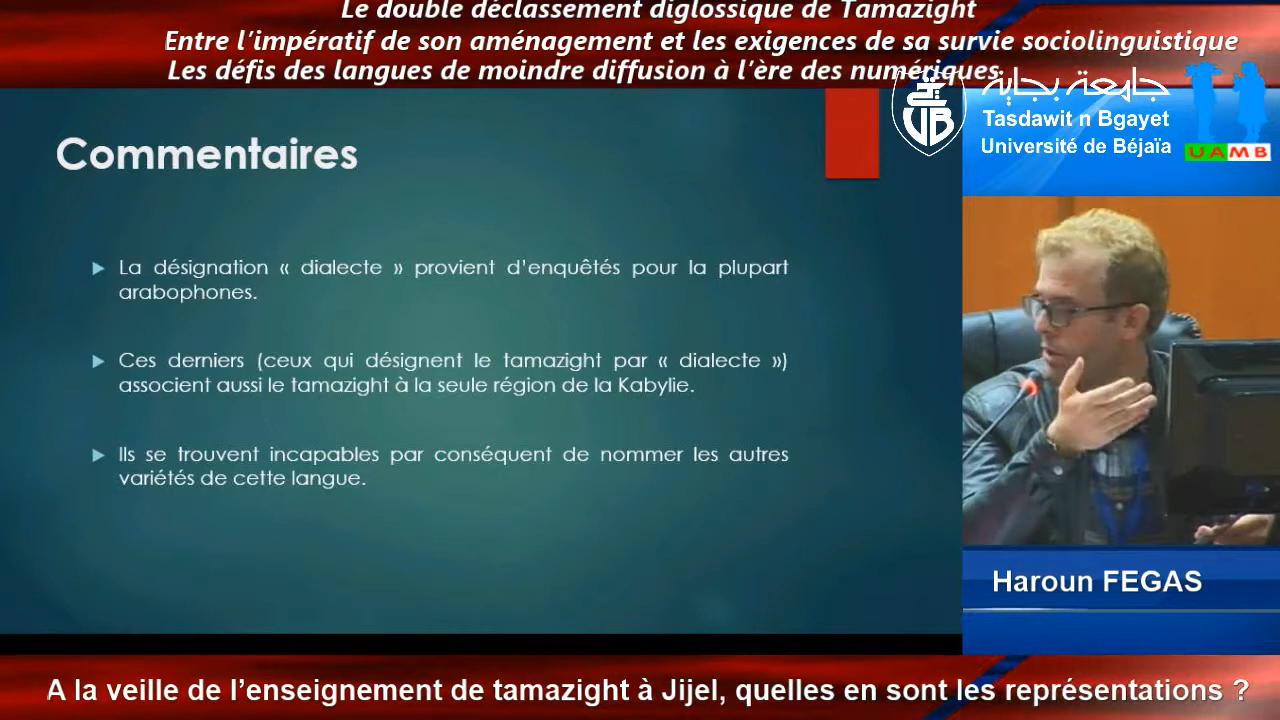 Le double déclassement diglossique de Tamazight
Entre l'impératif de son aménagement et les exigences de sa survie sociolinguistique
Les défis des langues de moindre diffusion à l'ère des numériques
جامعة بجاية
Tasdawit n Bgayet
Université de Béjaïa
UB
UAMB
Commentaires
La désignation « dialecte » provient d'enquêtés pour la plupart
arabophones.
Ces derniers (ceux qui désignent le tamazight par « dialecte »)
associent aussi le tamazight à la seule région de la Kabylie.
Ils se trouvent incapables par conséquent de nommer les autres
variétés de cette langue.
Haroun FEGAS
A la veille de l'enseignement de tamazight à Jijel, quelles en sont les représentations ?